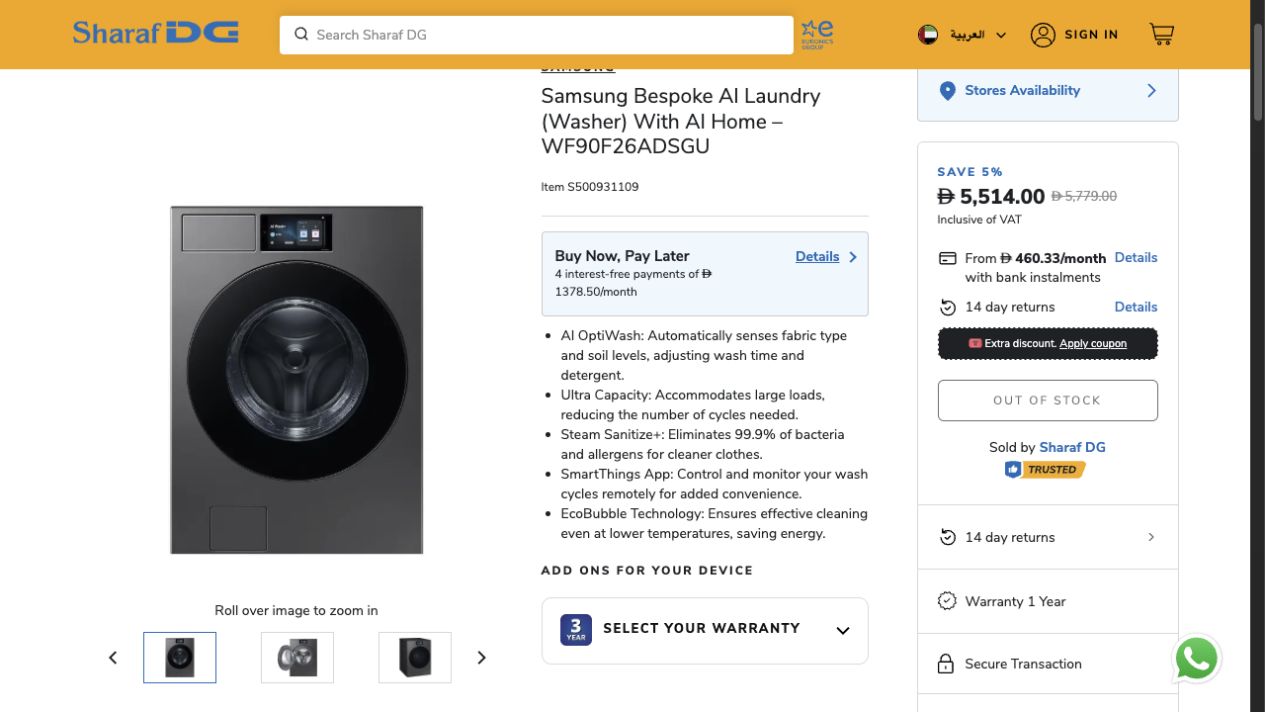 Sharaf DG
Search Sharaf DG
EURONICS
GROUP
العربية
SIGN IN
SAMSUNG
Samsung Bespoke AI Laundry
(Washer) With AI Home –
WF90F26ADSGU
Item S500931109
Buy Now, Pay Later
Details
4 interest-free payments of
1378.50/month
AI OptiWash: Automatically senses fabric type
and soil levels, adjusting wash time and
detergent.
Ultra Capacity: Accommodates large loads,
reducing the number of cycles needed.
Steam Sanitize+: Eliminates 99.9% of bacteria
and allergens for cleaner clothes.
SmartThings App: Control and monitor your wash
cycles remotely for added convenience.
EcoBubble Technology: Ensures effective cleaning
even at lower temperatures, saving energy.
ADD ONS FOR YOUR DEVICE
3
YEAR
SELECT YOUR WARRANTY
Roll over image to zoom in
Stores Availability
SAVE 5%
5,514.00 5,779.00
Inclusive of VAT
From 460.33/month Details
with bank instalments
14 day returns Details
Extra discount. Apply coupon
OUT OF STOCK
Sold by Sharaf DG
TRUSTED
14 day returns
Warranty 1 Year
Secure Transaction